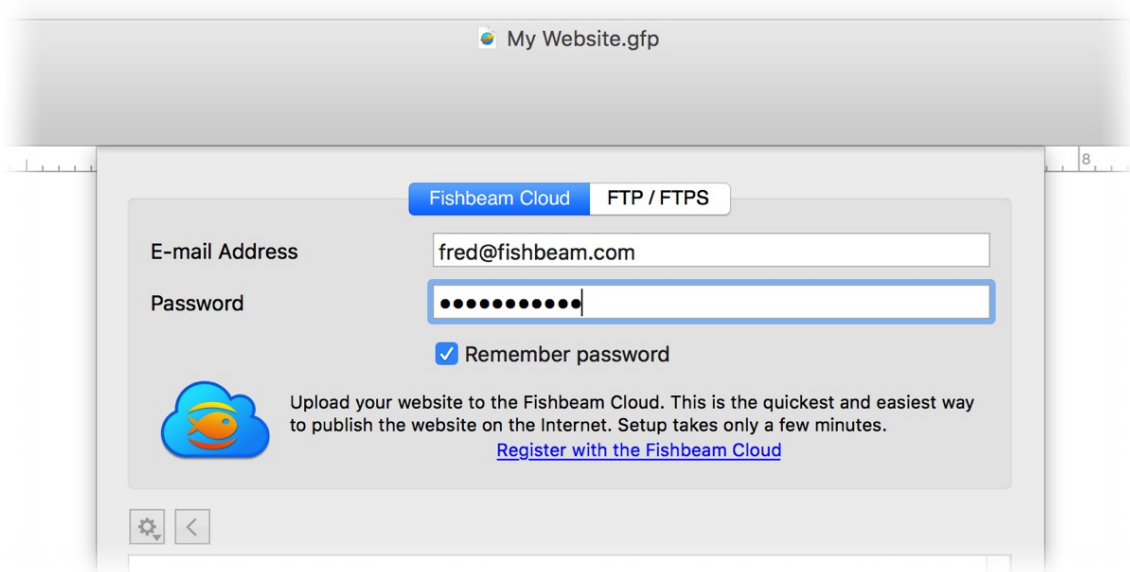 My Website.gfp
8
Fishbeam Cloud FTP / FTPS
E-mail Address fred@fishbeam.com
Password •••••••••••
Remember password
Upload your website to the Fishbeam Cloud. This is the quickest and easiest way
to publish the website on the Internet. Setup takes only a few minutes.
Register with the Fishbeam Cloud